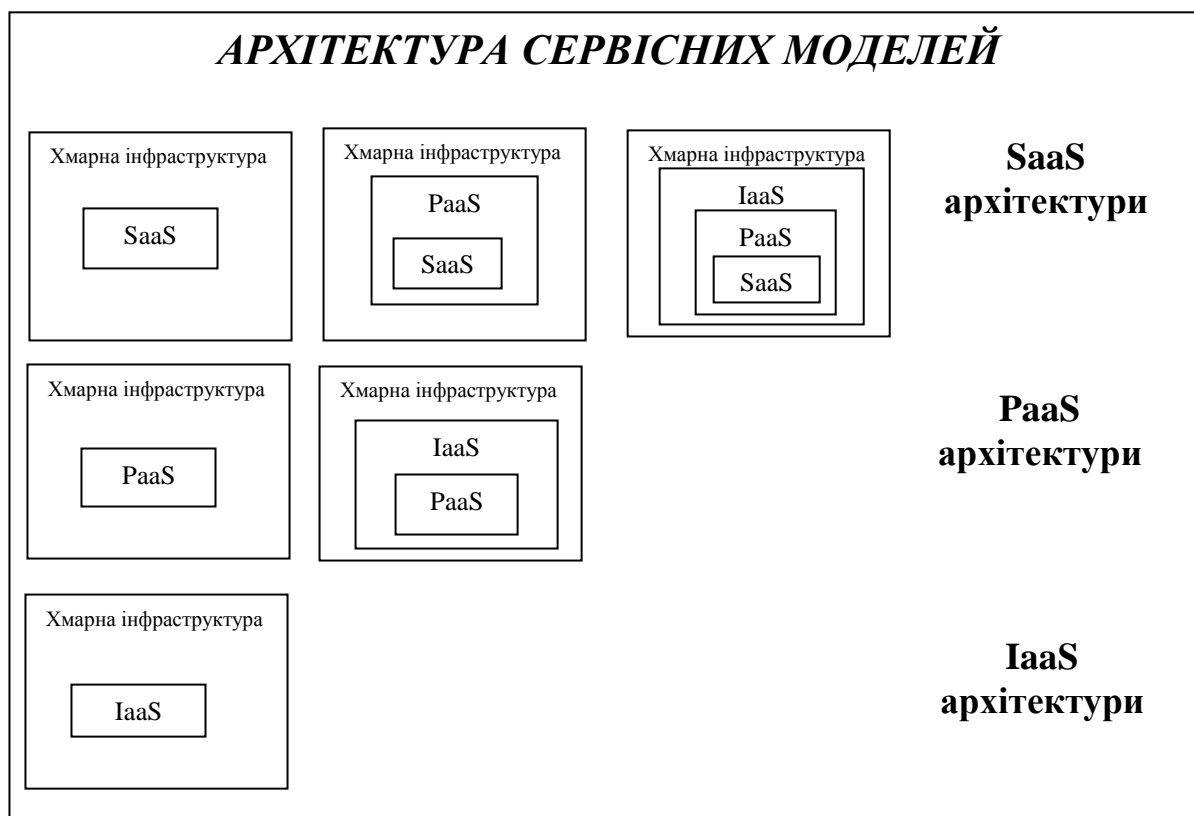 АРХІТЕКТУРА СЕРВІСНИХ МОДЕЛЕЙ
Хмарна інфраструктура
SaaS
Хмарна інфраструктура
PaaS
SaaS
Хмарна інфраструктура
IaaS
PaaS
SaaS
SaaS
архітектури
Хмарна інфраструктура
PaaS
Хмарна інфраструктура
IaaS
PaaS
PaaS
архітектури
Хмарна інфраструктура
IaaS
IaaS
архітектури